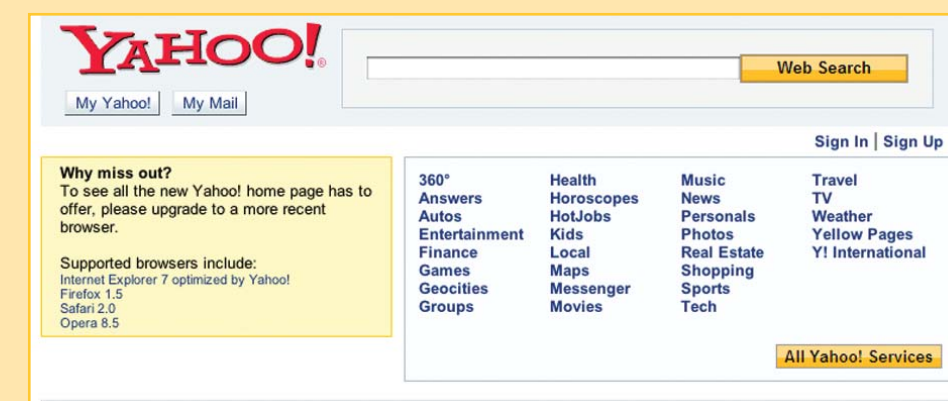 YAHOO!®
Web Search
My Yahoo! My Mail
Sign In | Sign Up
Why miss out?
To see all the new Yahoo! home page has to
offer, please upgrade to a more recent
browser.
Supported browsers include:
Internet Explorer 7 optimized by Yahoo!
Firefox 1.5
Safari 2.0
Opera 8.5
360°
Answers
Autos
Entertainment
Finance
Games
Geocities
Groups
Health
Horoscopes
HotJobs
Kids
Local
Maps
Messenger
Movies
Music
News
Personals
Photos
Real Estate
Shopping
Sports
Tech
Travel
TV
Weather
Yellow Pages
Y! International
All Yahoo! Services